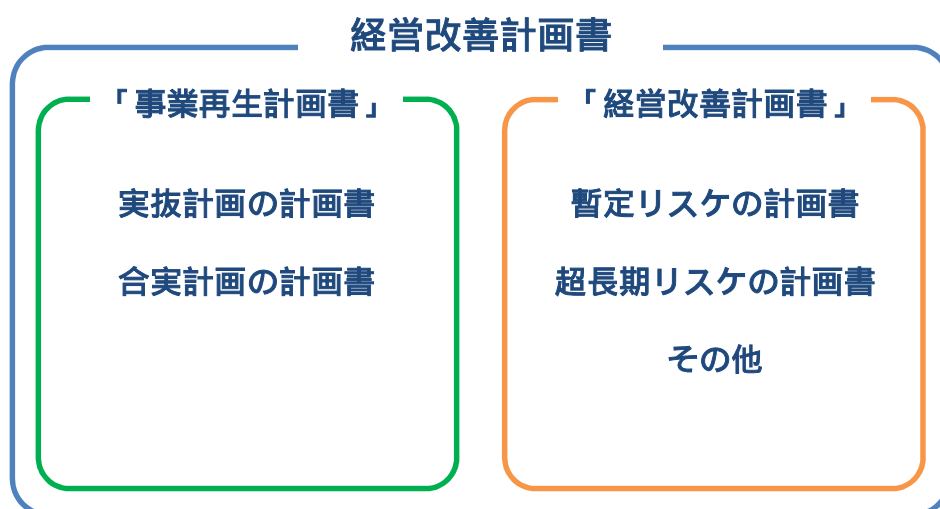 経営改善計画書
「事業再生計画書」
実抜計画の計画書
合実計画の計画書
「経営改善計画書」
暫定リスケの計画書
超長期リスケの計画書
その他